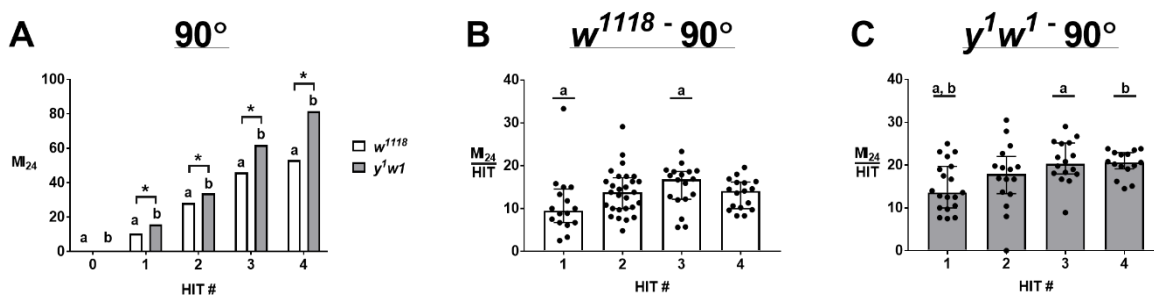 A
90°
100
80
60
40
20
0
MI24
a b
a
*
b
a
*
b
a
*
b
a
*
b
0 1 2 3 4
HIT #
w1118
y1w1
B
w1118 - 90°
40
30
20
10
0
MI24
HIT
a
a
1 2 3 4
HIT #
C
y1w1 - 90°
40
30
20
10
0
MI24
HIT
a, b
a
b
1 2 3 4
HIT #